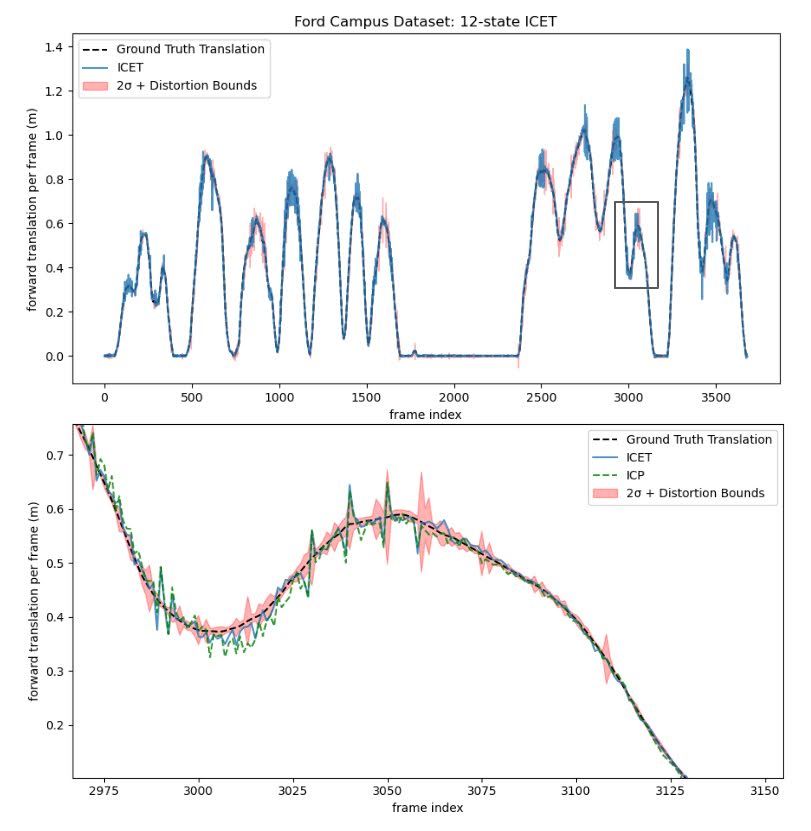 Ford Campus Dataset: 12-state ICET
forward translation per frame (m)
1.4
1.2
1.0
0.8
0.6
0.4
0.2
0.0
Ground Truth Translation
ICET
2σ + Distortion Bounds
0 500 1000 1500 2000 2500 3000 3500
frame index
forward translation per frame (m)
0.7
0.6
0.5
0.4
0.3
0.2
Ground Truth Translation
ICET
ICP
2σ + Distortion Bounds
2975 3000 3025 3050 3075 3100 3125 3150
frame index